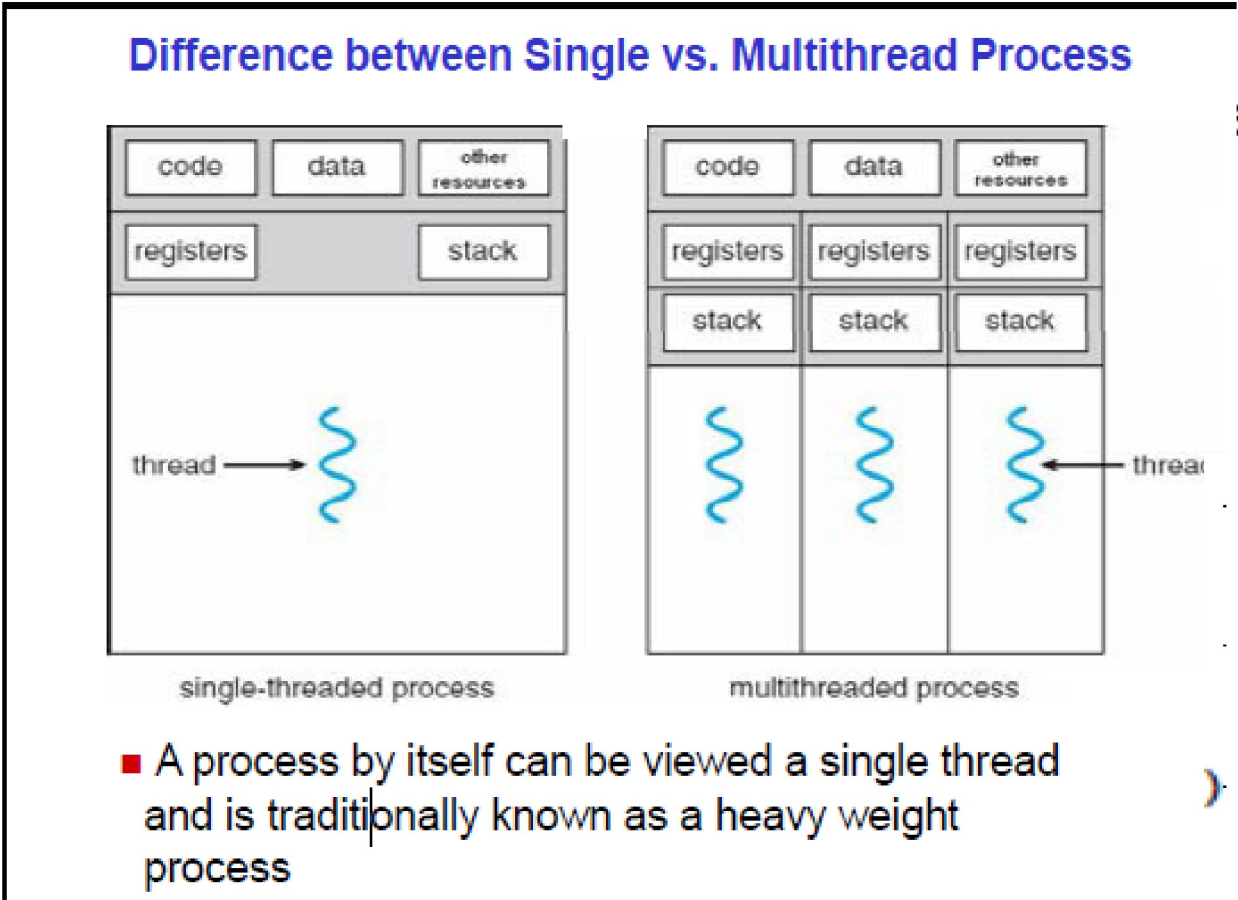 Difference between Single vs. Multithread Process
code data other resources
registers stack
thread
single-threaded process
code data other resources
registers registers registers
stack stack stack
multithreaded process
■ A process by itself can be viewed a single thread
and is traditionally known as a heavy weight
process